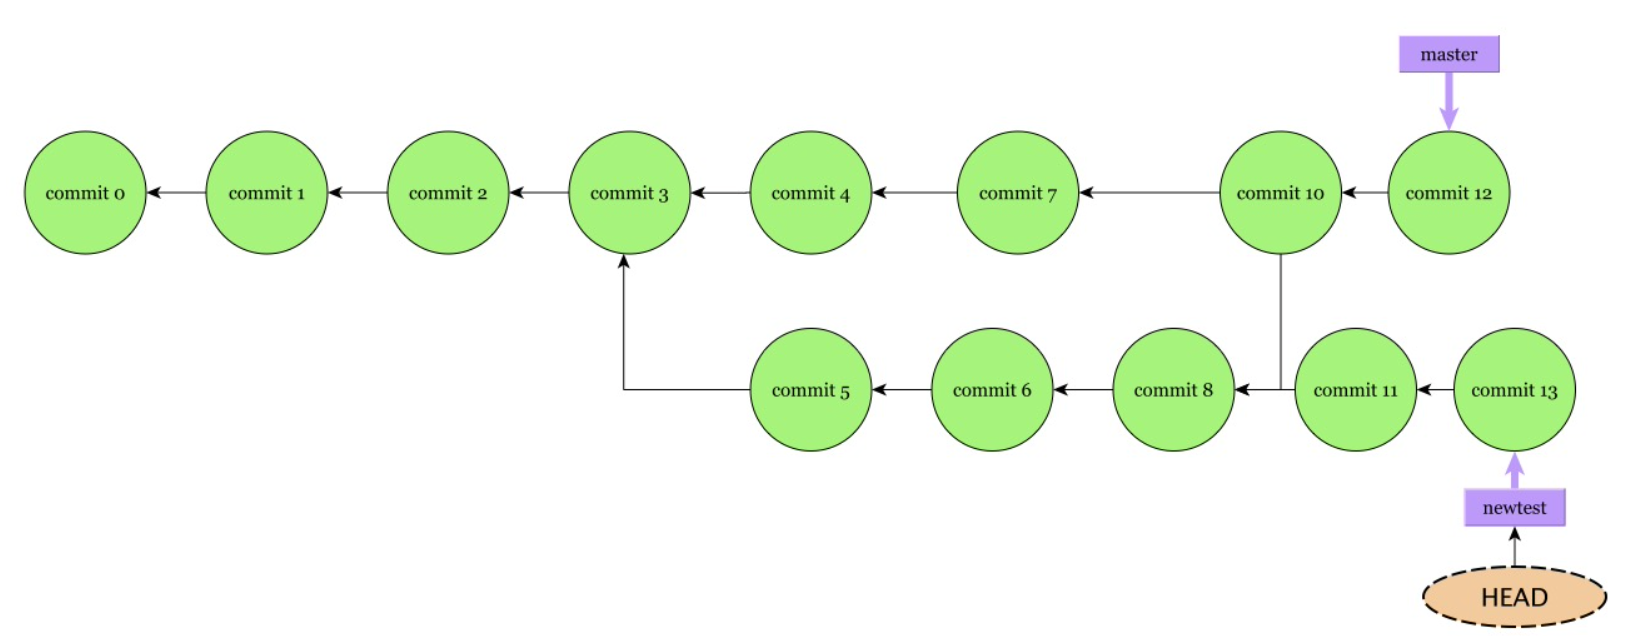 master
commit 0
commit 1
commit 2
commit 3
commit 4
commit 7
commit 10
commit 12
commit 5
commit 6
commit 8
commit 11
commit 13
newtest
HEAD